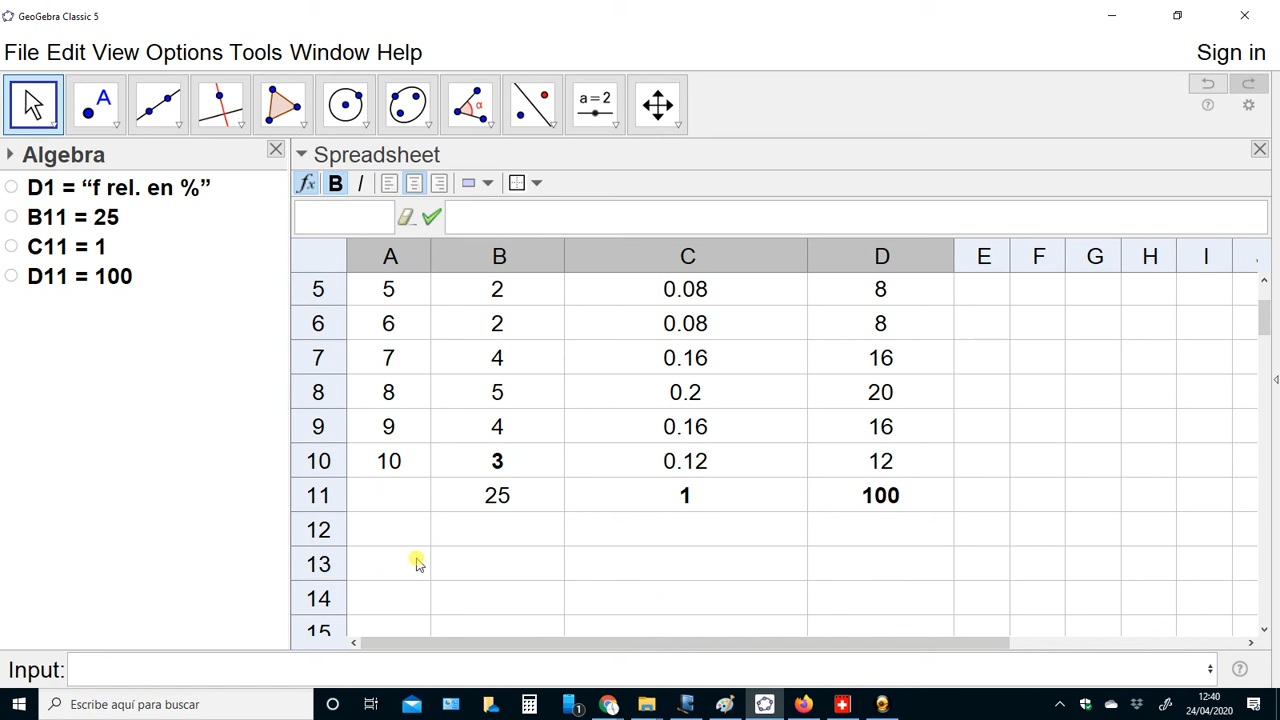 GeoGebra Classic 5
File Edit View Options Tools Window Help Sign in
A α a=2
Algebra
D1 = “f rel. en %”
B11 = 25
C11 = 1
D11 = 100
Spreadsheet
fx B I
A B C D E F G H I
5 5 2 0.08 8
6 6 2 0.08 8
7 7 4 0.16 16
8 8 5 0.2 20
9 9 4 0.16 16
10 10 3 0.12 12
11 25 1 100
12
13
14
15
Input:
Escribe aquí para buscar
1
12:40
24/04/2020